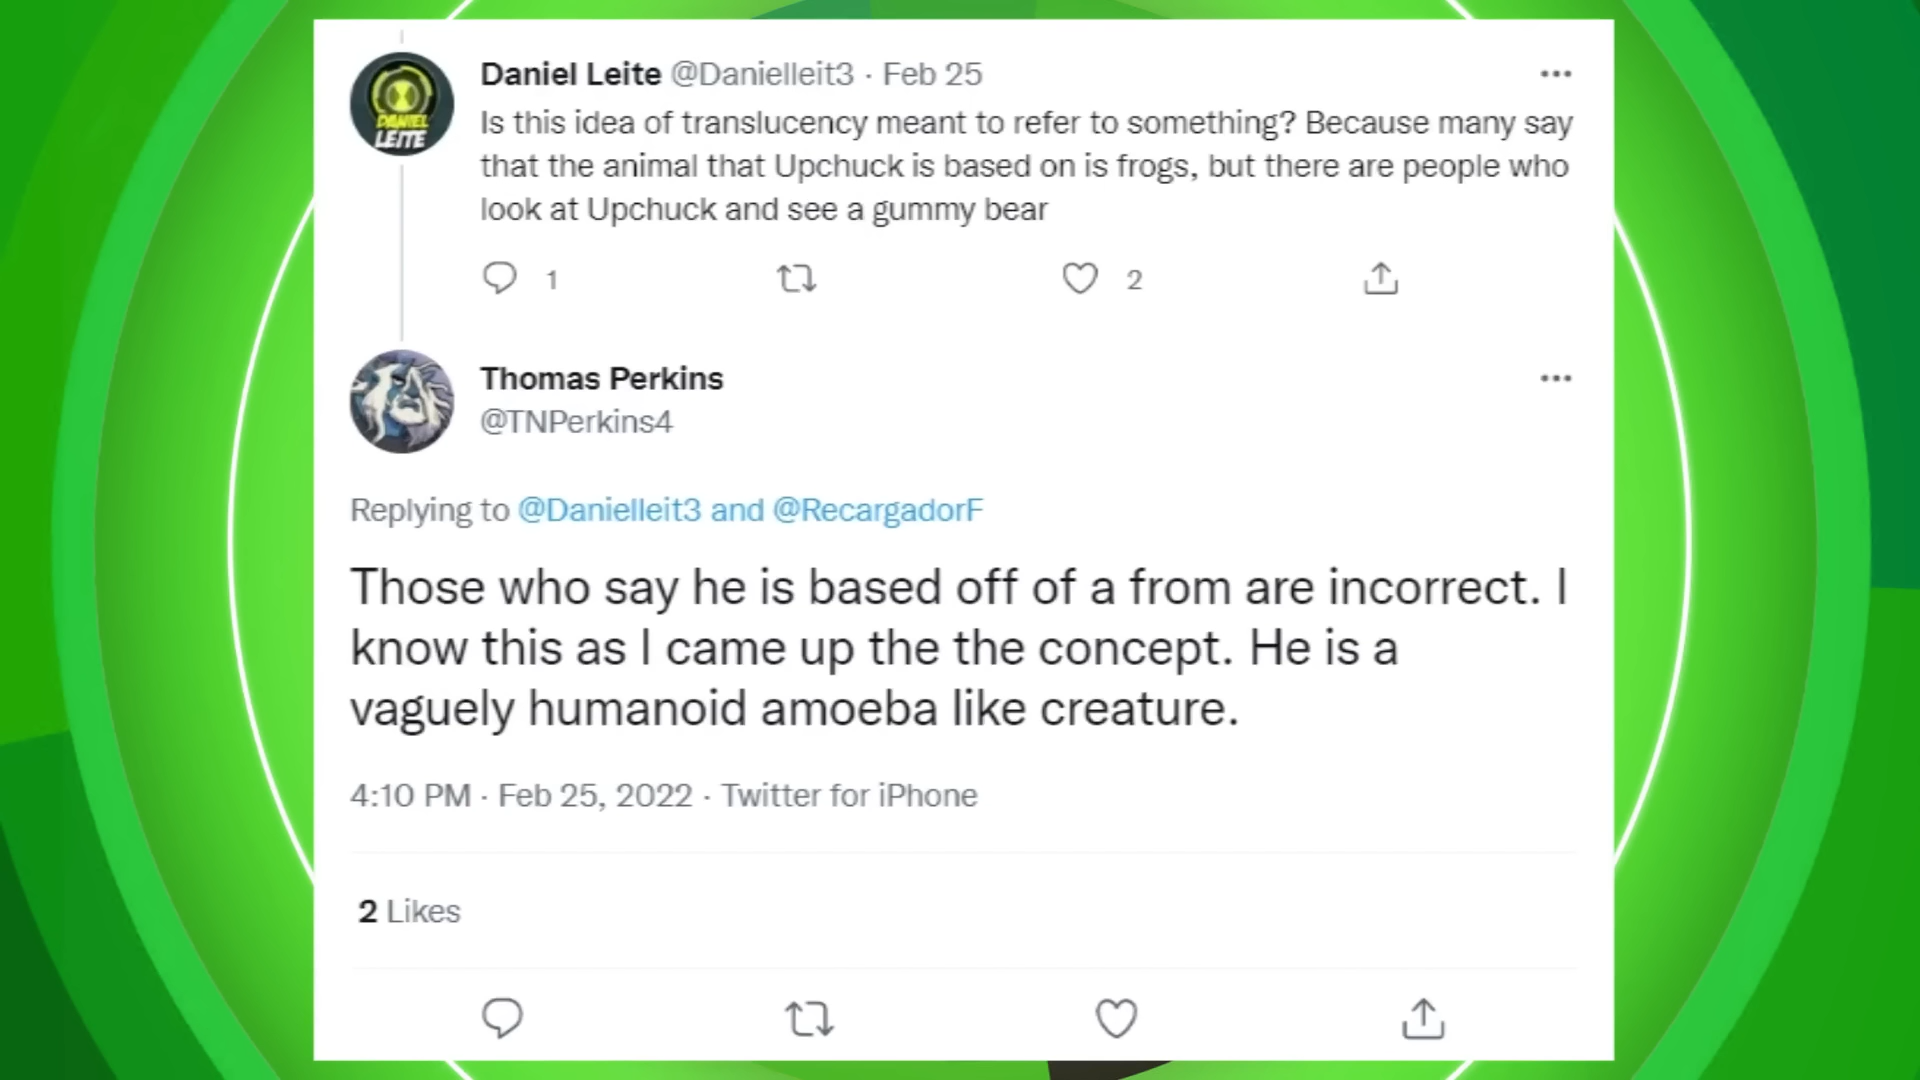 Daniel Leite @Danielleit3 · Feb 25
Is this idea of translucency meant to refer to something? Because many say
that the animal that Upchuck is based on is frogs, but there are people who
look at Upchuck and see a gummy bear
DANIEL
LEITE
1
2
Thomas Perkins
@TNPerkins4
Replying to @Danielleit3 and @RecargadorF
Those who say he is based off of a from are incorrect. I
know this as I came up the the concept. He is a
vaguely humanoid amoeba like creature.
4:10 PM · Feb 25, 2022 · Twitter for iPhone
2 Likes